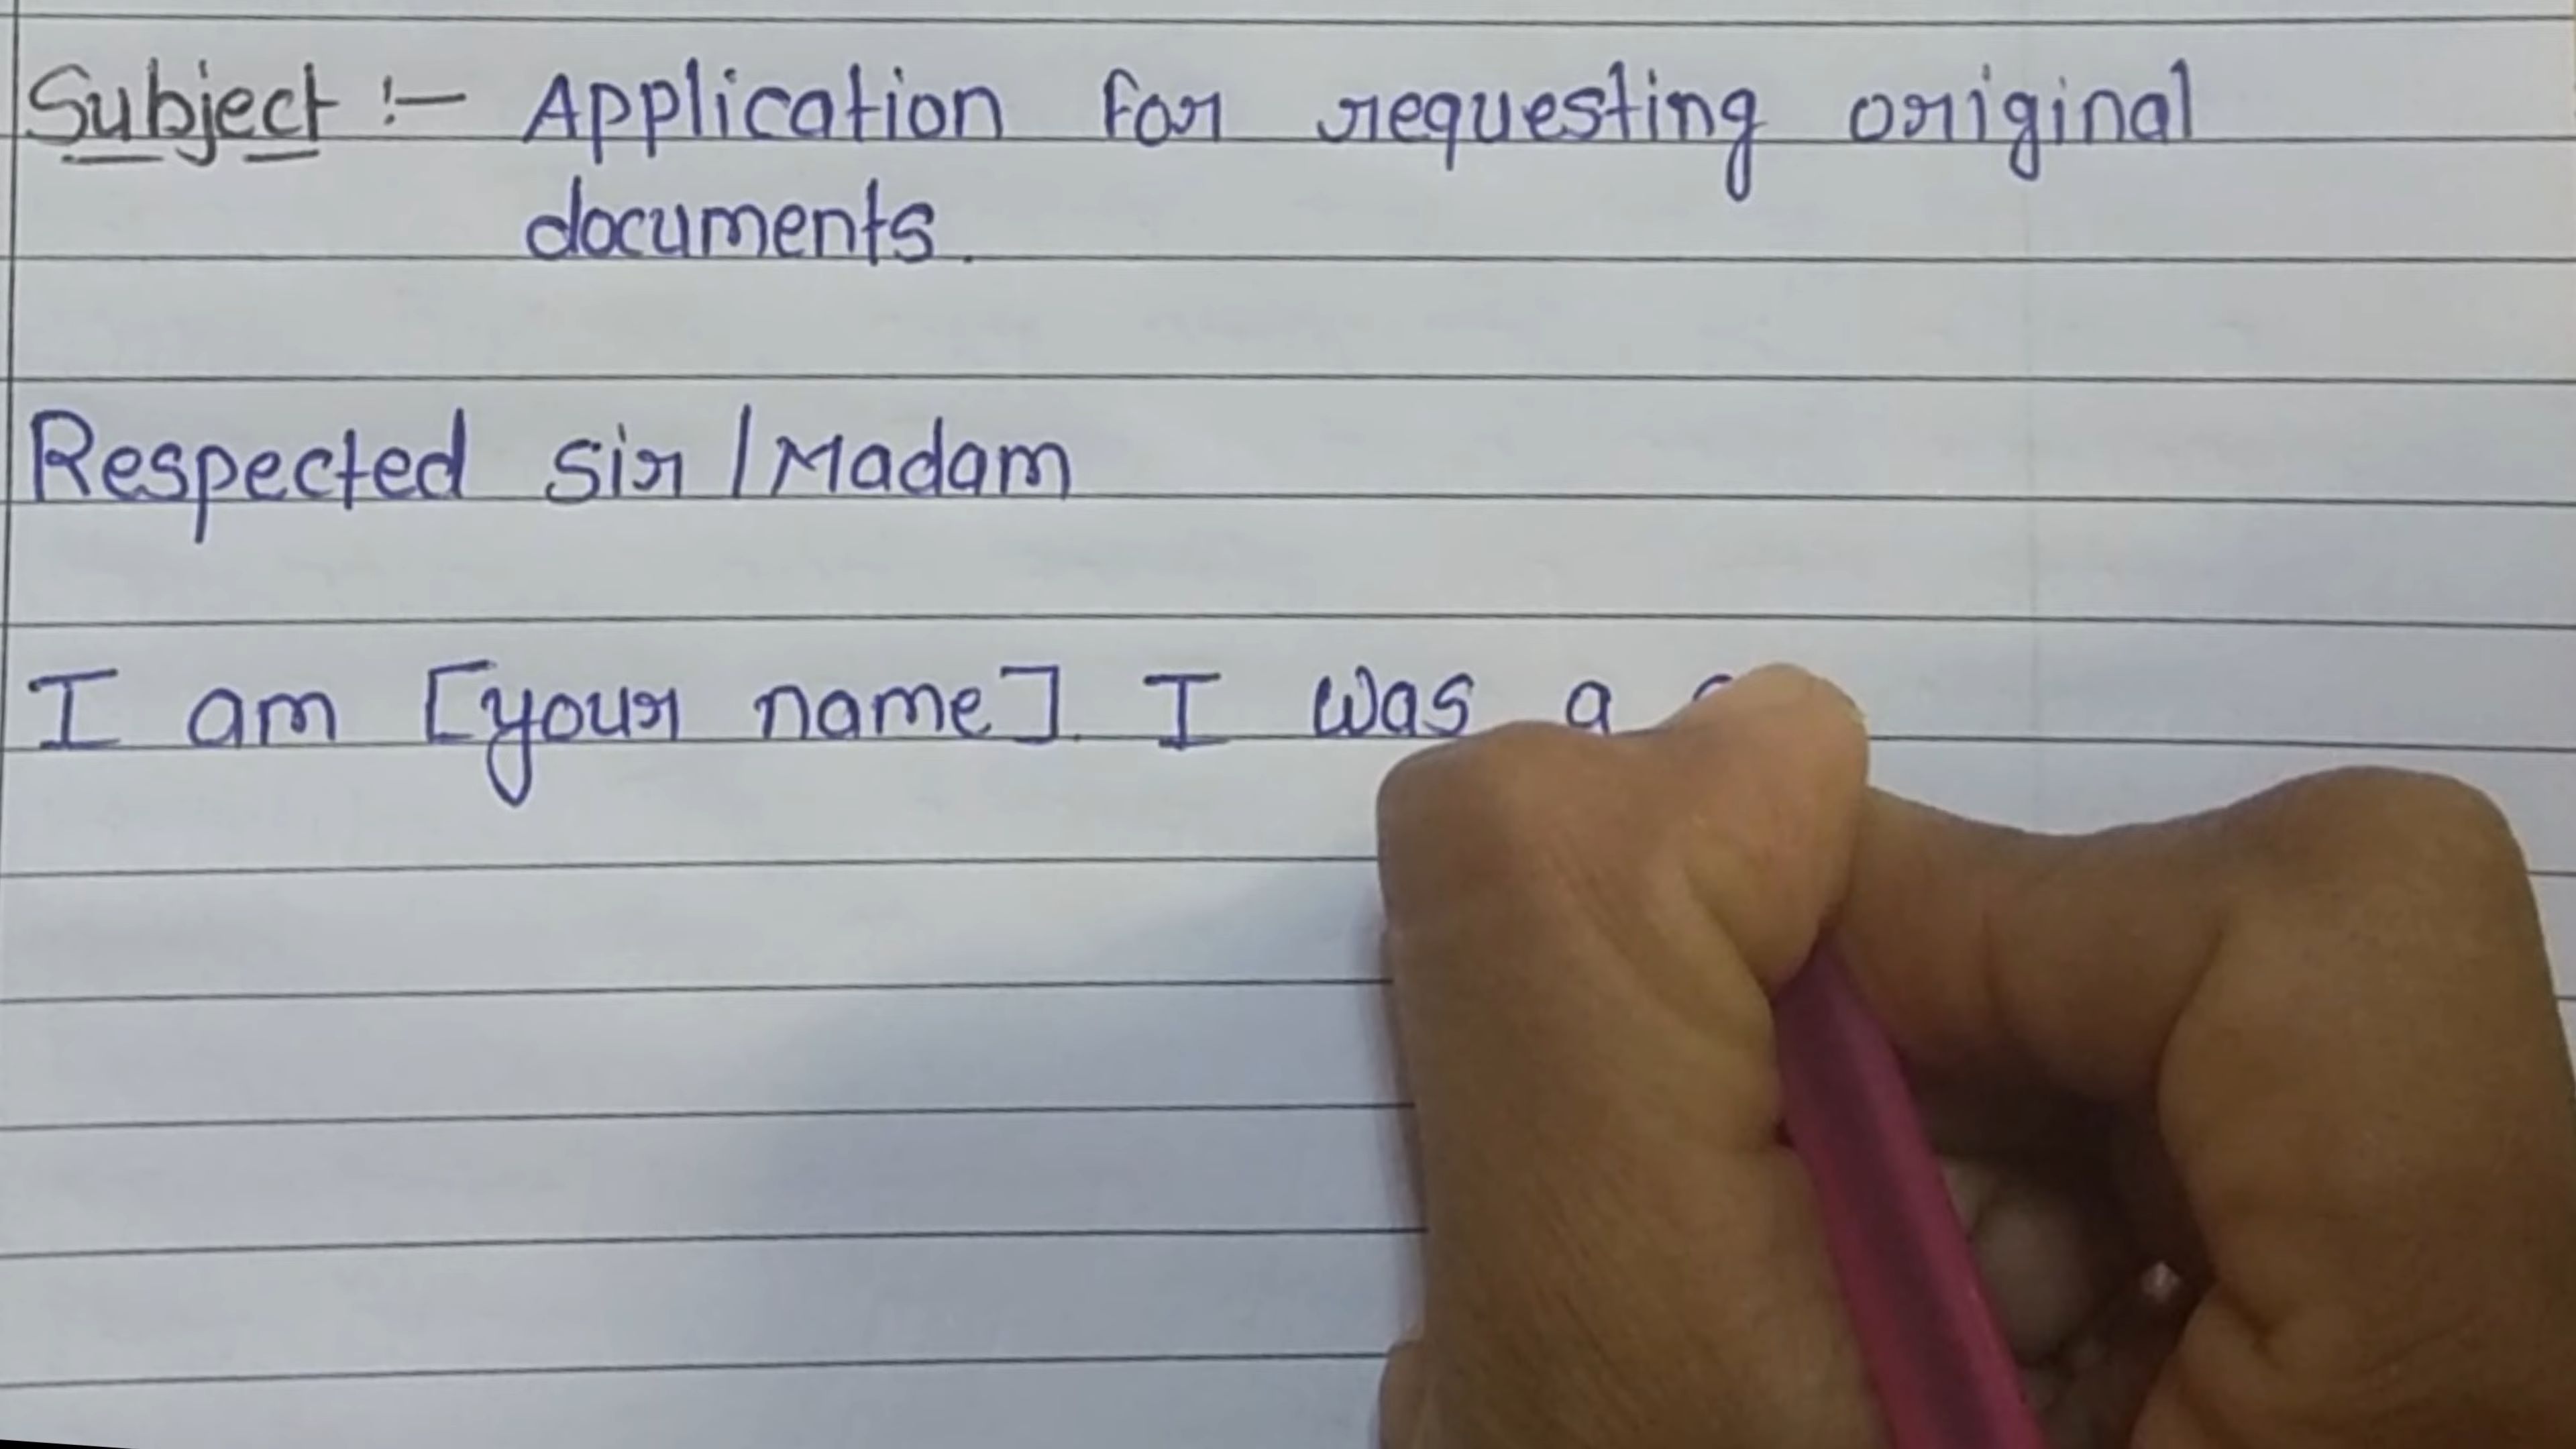 Subject :- Application For requesting original
documents.
Respected sir / Madam
I am [your name]. I was a